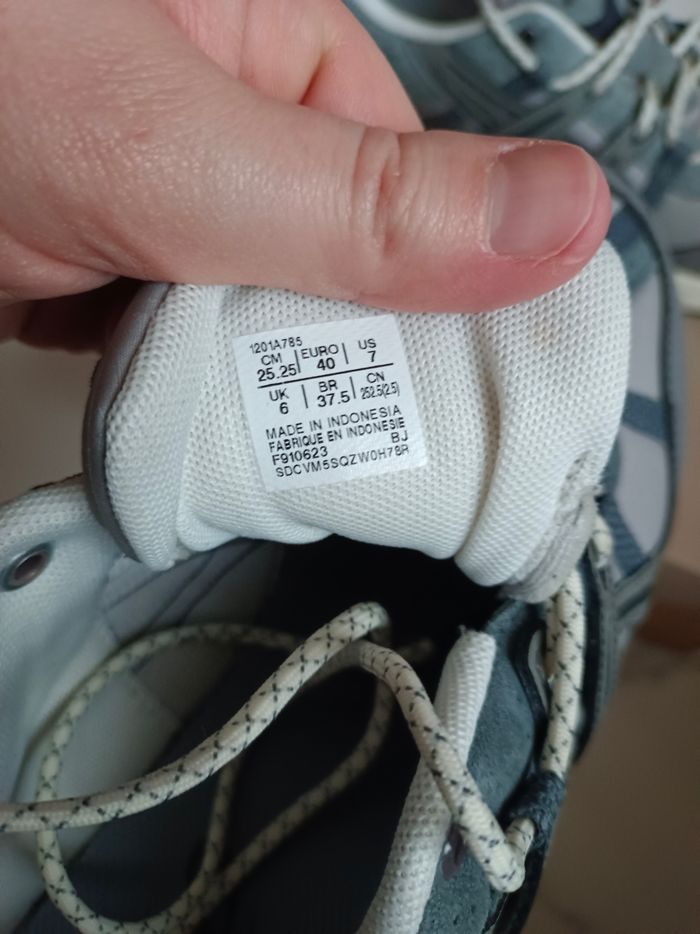 1201A785
CM EURO US
25.25 40 7
UK BR CN
6 37.5 252.5(2.5)
MADE IN INDONESIA
FABRIQUE EN INDONESIE
F910623 BJ
SDCVM5SQZW0H78R